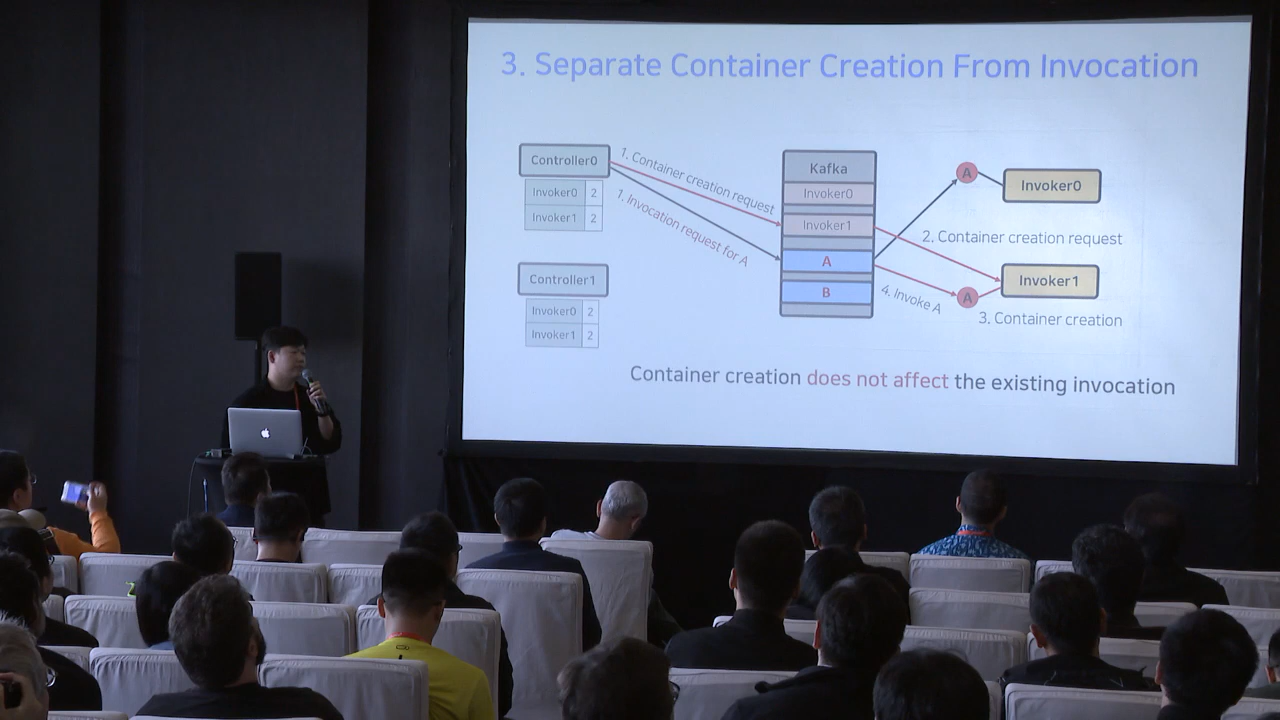 3. Separate Container Creation From Invocation
Controller0
Invoker0 2
Invoker1 2
Controller1
Invoker0 2
Invoker1 2
1. Container creation request
1. Invocation request for A
Kafka
Invoker0
Invoker1
A
B
A
Invoker0
2. Container creation request
Invoker1
A
4. Invoke A
3. Container creation
Container creation does not affect the existing invocation